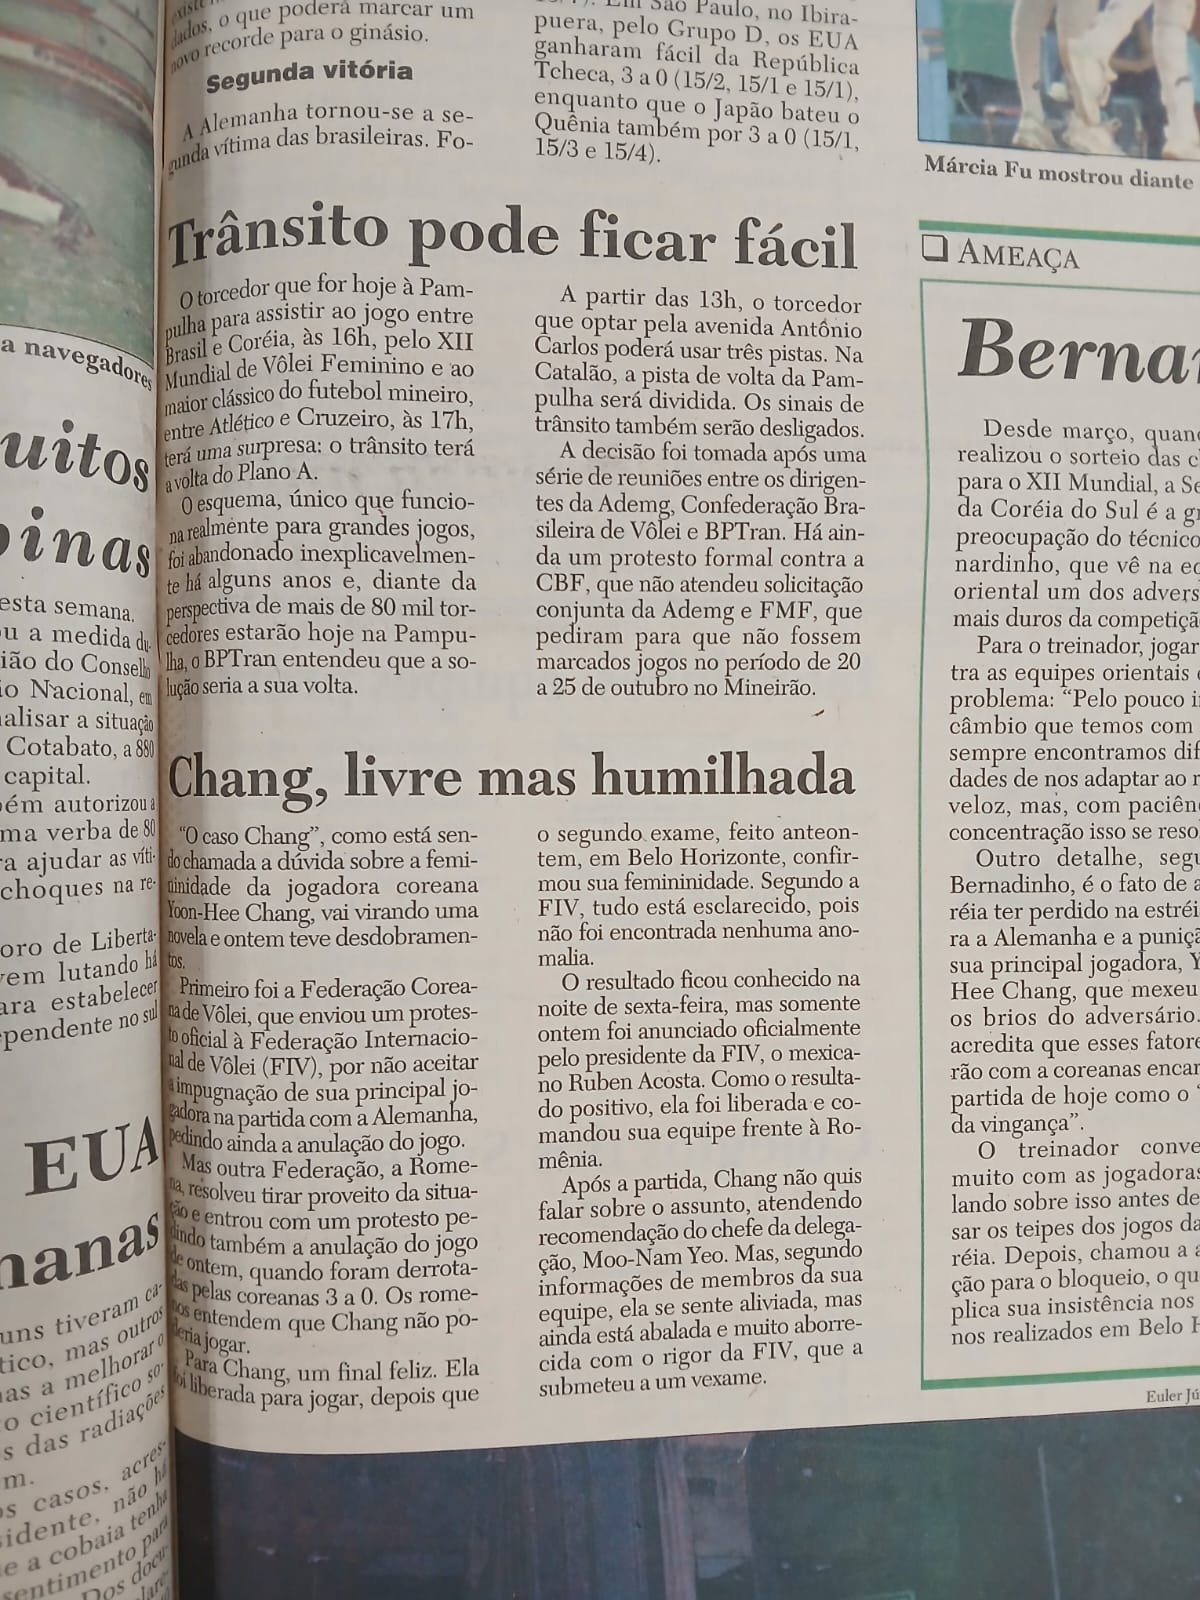 dados, o que poderá marcar um
novo recorde para o ginásio.
Segunda vitória
A Alemanha tornou-se a se-
gunda vítima das brasileiras. Fo-
Em São Paulo, no Ibira-
puera, pelo Grupo D, os EUA
ganharam fácil da República
Tcheca, 3 a 0 (15/2, 15/1 e 15/1),
enquanto que o Japão bateu o
Quênia também por 3 a 0 (15/1,
15/3 e 15/4).
Márcia Fu mostrou diante
Trânsito pode ficar fácil
O torcedor que for hoje à Pam-
pulha para assistir ao jogo entre
Brasil e Coréia, às 16h, pelo XII
Mundial de Vôlei Feminino e ao
maior clássico do futebol mineiro,
entre Atlético e Cruzeiro, às 17h,
terá uma surpresa: o trânsito terá
a volta do Plano A.
O esquema, único que funcio-
na realmente para grandes jogos,
foi abandonado inexplicavelmen-
te há alguns anos e, diante da
perspectiva de mais de 80 mil tor-
cedores estarão hoje na Pampu-
lha, o BPTran entendeu que a so-
lução seria a sua volta.
A partir das 13h, o torcedor
que optar pela avenida Antônio
Carlos poderá usar três pistas. Na
Catalão, a pista de volta da Pam-
pulha será dividida. Os sinais de
trânsito também serão desligados.
A decisão foi tomada após uma
série de reuniões entre os dirigen-
tes da Ademg, Confederação Bra-
sileira de Vôlei e BPTran. Há ain-
da um protesto formal contra a
CBF, que não atendeu solicitação
conjunta da Ademg e FMF, que
pediram para que não fossem
marcados jogos no período de 20
a 25 de outubro no Mineirão.
Chang, livre mas humilhada
"O caso Chang", como está sen-
do chamada a dúvida sobre a femi-
ninidade da jogadora coreana
Yoon-Hee Chang, vai virando uma
novela e ontem teve desdobramen-
tos.
Primeiro foi a Federação Corea-
na de Vôlei, que enviou um protes-
to oficial à Federação Internacio-
nal de Vôlei (FIV), por não aceitar
a impugnação de sua principal jo-
gadora na partida com a Alemanha,
pedindo ainda a anulação do jogo.
Mas outra Federação, a Rome-
na, resolveu tirar proveito da situa-
ção e entrou com um protesto pe-
dindo também a anulação do jogo
de ontem, quando foram derrota-
das pelas coreanas 3 a 0. Os rome-
nos entendem que Chang não po-
deria jogar.
Para Chang, um final feliz. Ela
foi liberada para jogar, depois que
o segundo exame, feito anteon-
tem, em Belo Horizonte, confir-
mou sua femininidade. Segundo a
FIV, tudo está esclarecido, pois
não foi encontrada nenhuma ano-
malia.
O resultado ficou conhecido na
noite de sexta-feira, mas somente
ontem foi anunciado oficialmente
pelo presidente da FIV, o mexica-
no Ruben Acosta. Como o resulta-
do positivo, ela foi liberada e co-
mandou sua equipe frente à Ro-
mênia.
Após a partida, Chang não quis
falar sobre o assunto, atendendo
recomendação do chefe da delega-
ção, Moo-Nam Yeo. Mas, segundo
informações de membros da sua
equipe, ela se sente aliviada, mas
ainda está abalada e muito aborre-
cida com o rigor da FIV, que a
submeteu a um vexame.
AMEAÇA
Berna
Desde março, quan
realizou o sorteio das c
para o XII Mundial, a Se
da Coréia do Sul é a g
preocupação do técnico
nardinho, que vê na eq
oriental um dos advers
mais duros da competiçã
Para o treinador, jogar
tra as equipes orientais
problema: "Pelo pouco i
câmbio que temos com
sempre encontramos dif
dades de nos adaptar ao
veloz, mas, com paciên
concentração isso se reso
Outro detalhe, segu
Bernadinho, é o fato de a
réia ter perdido na estréi
ra a Alemanha e a puniç
sua principal jogadora, Y
Hee Chang, que mexeu
os brios do adversário.
acredita que esses fatore
rão com a coreanas encar
partida de hoje como o "
da vingança".
O treinador conve
muito com as jogadoras
lando sobre isso antes de
sar os teipes dos jogos da
réia. Depois, chamou a a
ção para o bloqueio, o qu
plica sua insistência nos
nos realizados em Belo H
Euler Jú
a navegadores
uitos
inas
esta semana.
ou a medida du-
ião do Conselho
io Nacional, em
alisar a situação
Cotabato, a 880
capital.
bém autorizou a
ma verba de 80
ra ajudar as víti-
choques na re-
oro de Liberta-
vem lutando há
ara estabelecer
ependente no sul
EUA
manas
uns tiveram ca-
tico, mas outros
as a melhorar o
o científico so-
s das radiações
m.
os casos, acres-
sidente, não há
e a cobaia tenha
sentimento para
Dos docu-